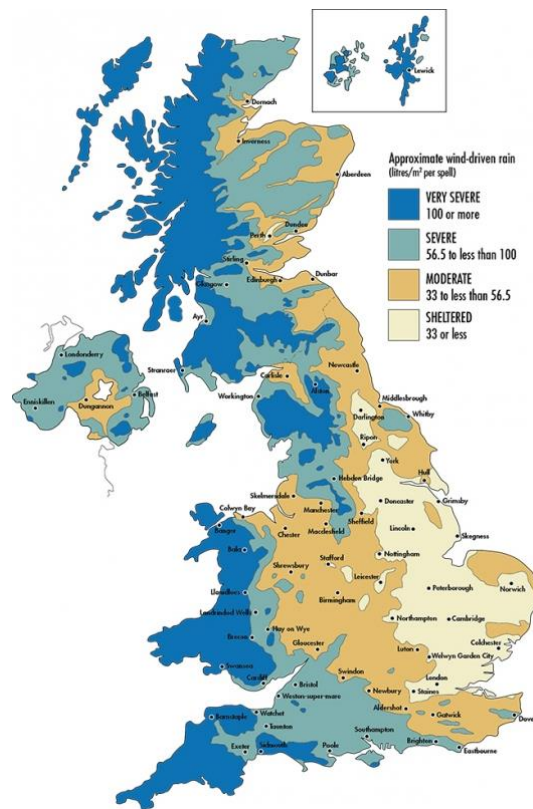 Lewick
Dornach
Inverness
Aberdeen
Approximate wind-driven rain
(litres/m² per spell)
VERY SEVERE
100 or more
SEVERE
56.5 to less than 100
MODERATE
33 to less than 56.5
SHELTERED
33 or less
Dundee
Perth
Stirling
Dunbar
Edinburgh
Glasgow
Ayr
Londonderry
Stranraer
Newcastle
Carlisle
Belfast
Enniskillen
Dungannon
Alston
Workington
Middlesbrough
Darlington
Whitby
Ripon
York
Hebden Bridge
Hull
Skelmersdale
Doncaster
Grimsby
Manchester
Colwyn Bay
Sheffield
Macdesfield
Bangor
Chester
Lincoln
Skegness
Bala
Stafford
Nottingham
Shrewsbury
Leicester
Norwich
Peterborough
Birmingham
Landrindod Wells
Northampton
Cambridge
Hay on Wye
Brecon
Colchester
Gloucester
Luton
Welwyn Garden City
Swansea
Swindon
London
Cardiff
Bristol
Newbury
Staines
Weston-super-mare
Aldershot
Gatwick
Dove
Barnstaple
Watchet
Taunton
Southampton
Brighton
Exeter
Sidmouth
Poole
Eastbourne